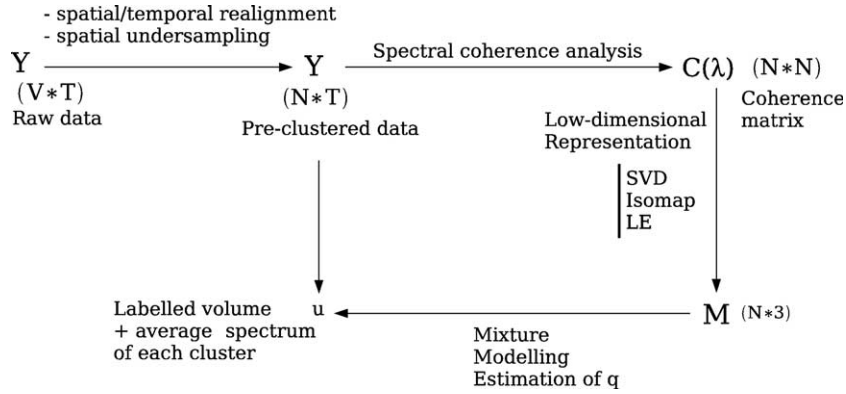 - spatial/temporal realignment
- spatial undersampling
Y
(V*T)
Raw data
Y
(N*T)
Pre-clustered data
Spectral coherence analysis
C(λ) (N*N)
Coherence
matrix
Low-dimensional
Representation
SVD
Isomap
LE
Labelled volume
+ average spectrum
of each cluster
u
M (N*3)
Mixture
Modelling
Estimation of q